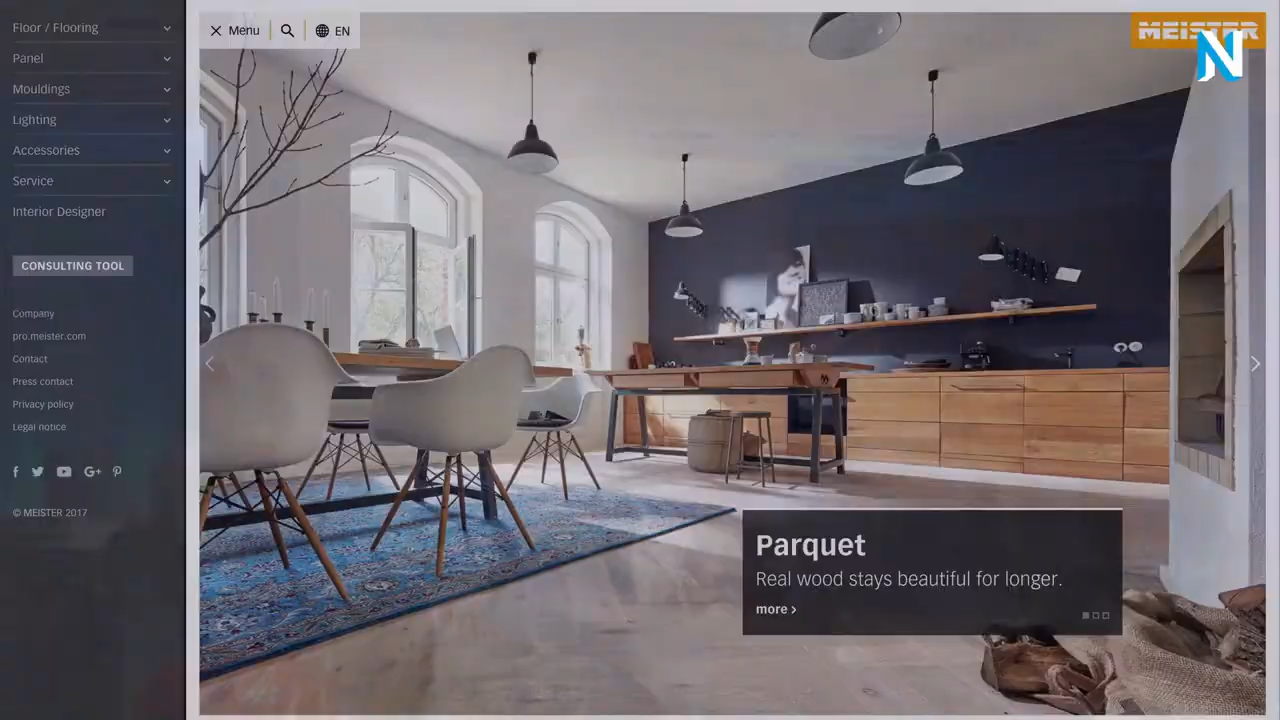 Floor / Flooring
Panel
Mouldings
Lighting
Accessories
Service
Interior Designer
CONSULTING TOOL
Company
pro.meister.com
Contact
Press contact
Privacy policy
Legal notice
© MEISTER 2017
Menu
EN
MEISTER
N
Parquet
Real wood stays beautiful for longer.
more